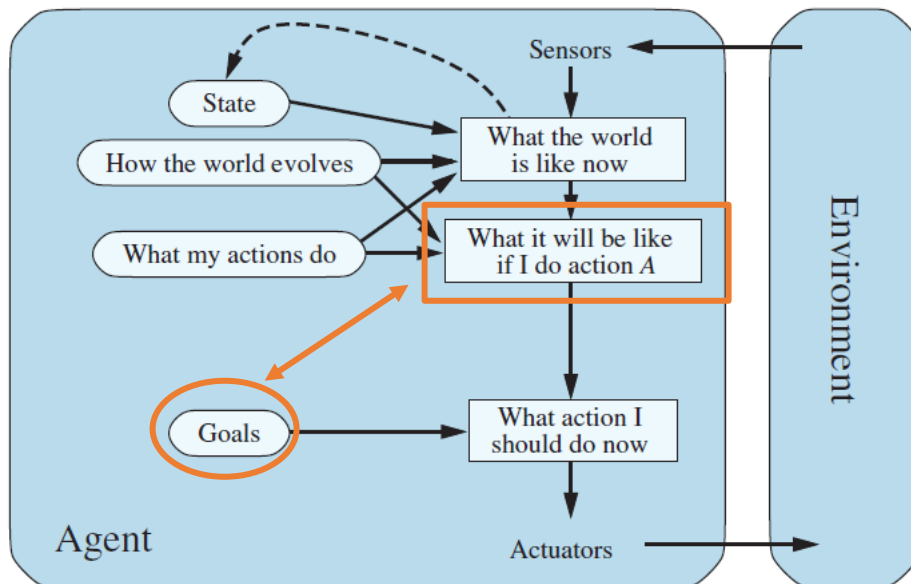 Sensors
State
What the world
is like now
How the world evolves
What it will be like
if I do action A
What my actions do
Environment
Goals
What action I
should do now
Agent
Actuators